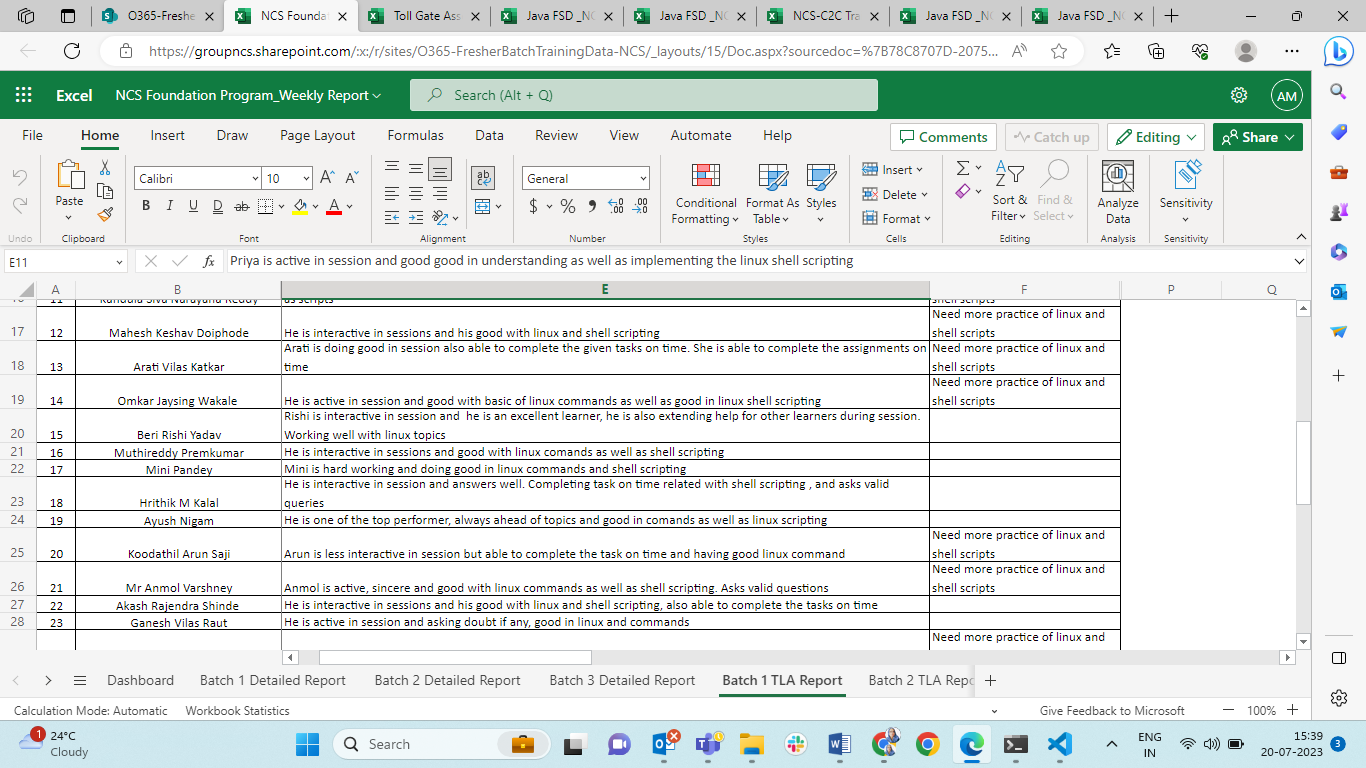 O365-Freshe
NCS Foundat
Toll Gate Ass
Java FSD _NC
Java FSD _NC
NCS-C2C Tra
Java FSD _NC
Java FSD _NC
https://groupncs.sharepoint.com/:x:/r/sites/O365-FresherBatchTrainingData-NCS/_layouts/15/Doc.aspx?sourcedoc=%7B78C8707D-2075...
Excel
NCS Foundation Program_Weekly Report
Search (Alt + Q)
AM
File Home Insert Draw Page Layout Formulas Data Review View Automate Help
Comments
Catch up
Editing
Share
Paste
Calibri
10
General
Conditional
Formatting
Format As
Table
Styles
Insert
Delete
Format
Sort &
Filter
Find &
Select
Analyze
Data
Sensitivity
Undo Clipboard Font Alignment Number Styles Cells Editing Analysis Sensitivity
E11
fx
Priya is active in session and good good in understanding as well as implementing the linux shell scripting
A B E F P Q
11 Kandula Siva Narayana Reddy as scripts shell scripts
17 12 Mahesh Keshav Doiphode He is interactive in sessions and his good with linux and shell scripting
Need more practice of linux and
shell scripts
18 13 Arati Vilas Katkar
Arati is doing good in session also able to complete the given tasks on time. She is able to complete the assignments on
time
Need more practice of linux and
shell scripts
19 14 Omkar Jaysing Wakale He is active in session and good with basic of linux commands as well as good in linux shell scripting
Need more practice of linux and
shell scripts
20 15 Beri Rishi Yadav
Rishi is interactive in session and he is an excellent learner, he is also extending help for other learners during session.
Working well with linux topics
21 16 Muthireddy Premkumar He is interactive in sessions and good with linux comands as well as shell scripting
22 17 Mini Pandey Mini is hard working and doing good in linux commands and shell scripting
23 18 Hrithik M Kalal
He is interactive in session and answers well. Completing task on time related with shell scripting , and asks valid
queries
24 19 Ayush Nigam He is one of the top performer, always ahead of topics and good in comands as well as linux scripting
25 20 Koodathil Arun Saji Arun is less interactive in session but able to complete the task on time and having good linux command
Need more practice of linux and
shell scripts
26 21 Mr Anmol Varshney Anmol is active, sincere and good with linux commands as well as shell scripting. Asks valid questions
Need more practice of linux and
shell scripts
27 22 Akash Rajendra Shinde He is interactive in sessions and his good with linux and shell scripting, also able to complete the tasks on time
28 23 Ganesh Vilas Raut He is active in session and asking doubt if any, good in linux and commands
Need more practice of linux and
Dashboard Batch 1 Detailed Report Batch 2 Detailed Report Batch 3 Detailed Report Batch 1 TLA Report Batch 2 TLA Repo
Calculation Mode: Automatic Workbook Statistics
Give Feedback to Microsoft
100%
1
24°C
Cloudy
Search
ENG
IN
15:39
20-07-2023
3